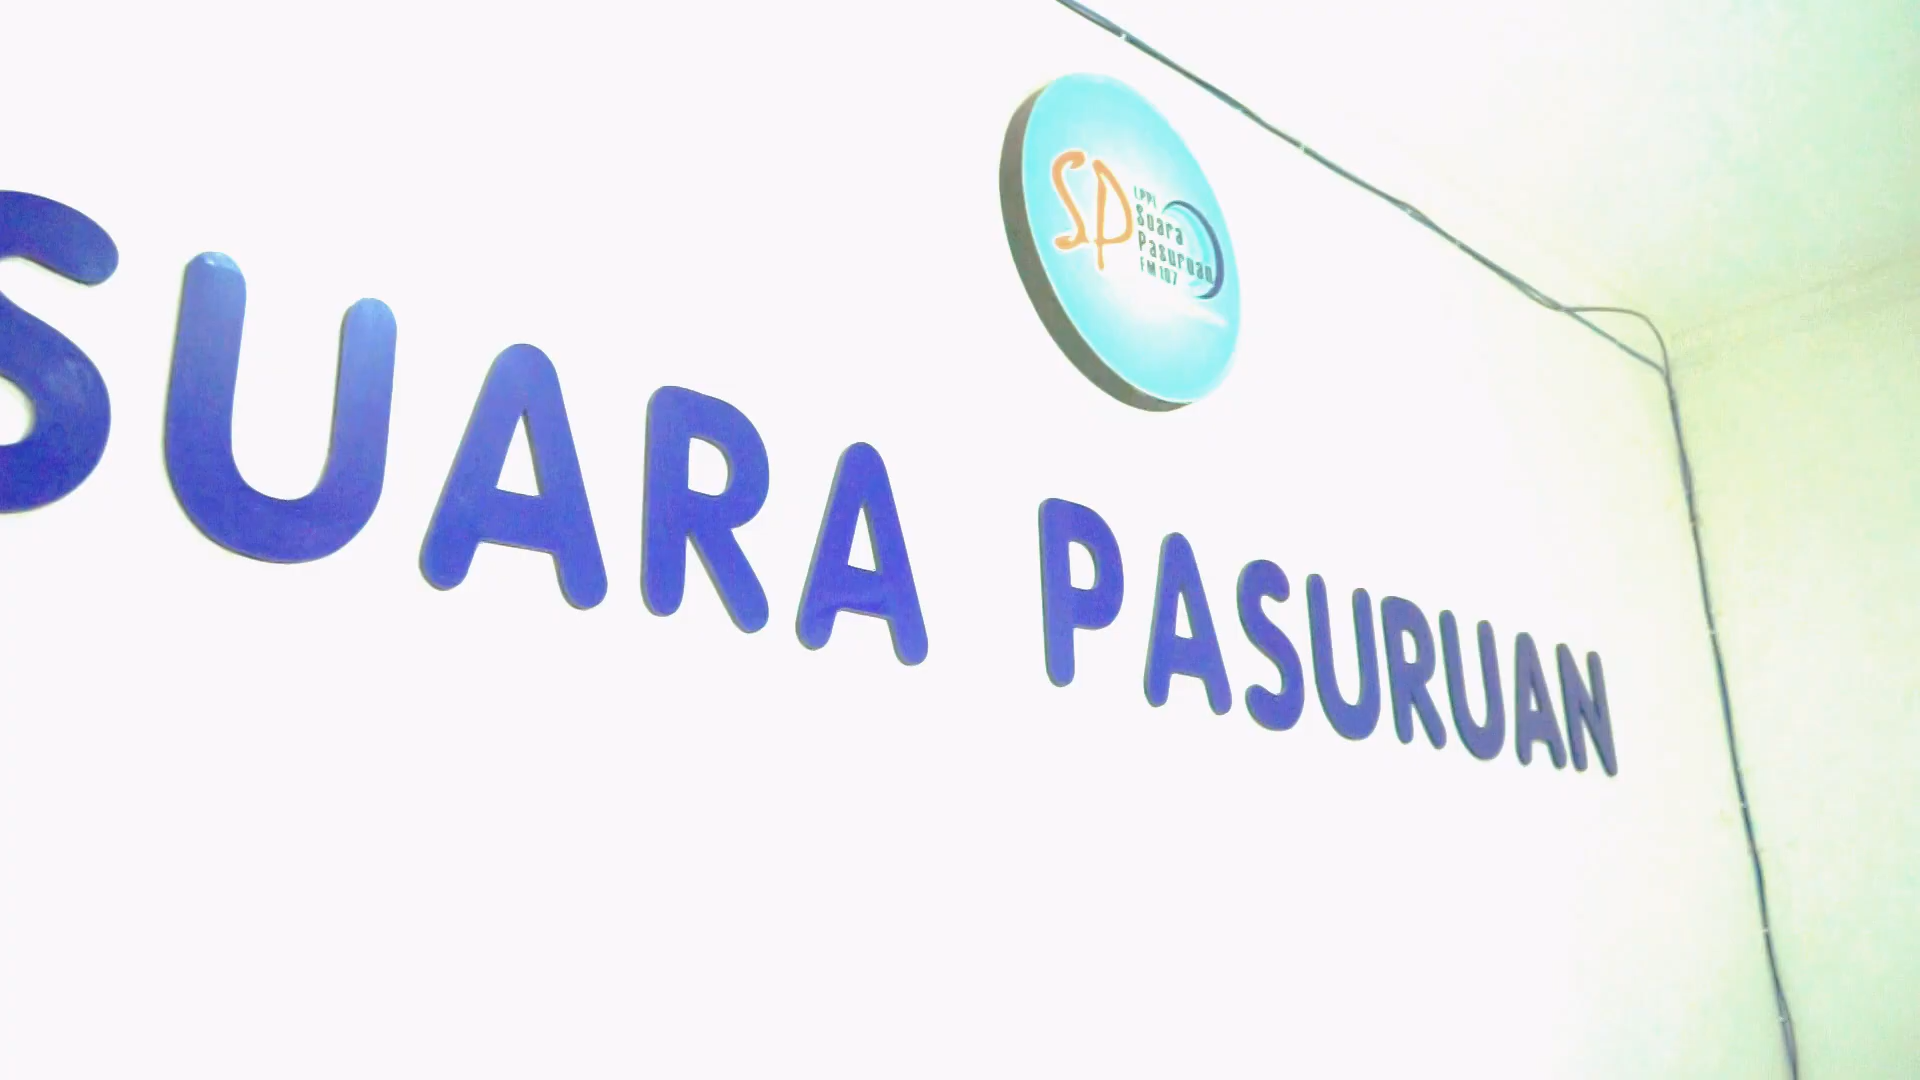 SP
LPPL
Suara
Pasuruan
FM 107
SUARA PASURUAN